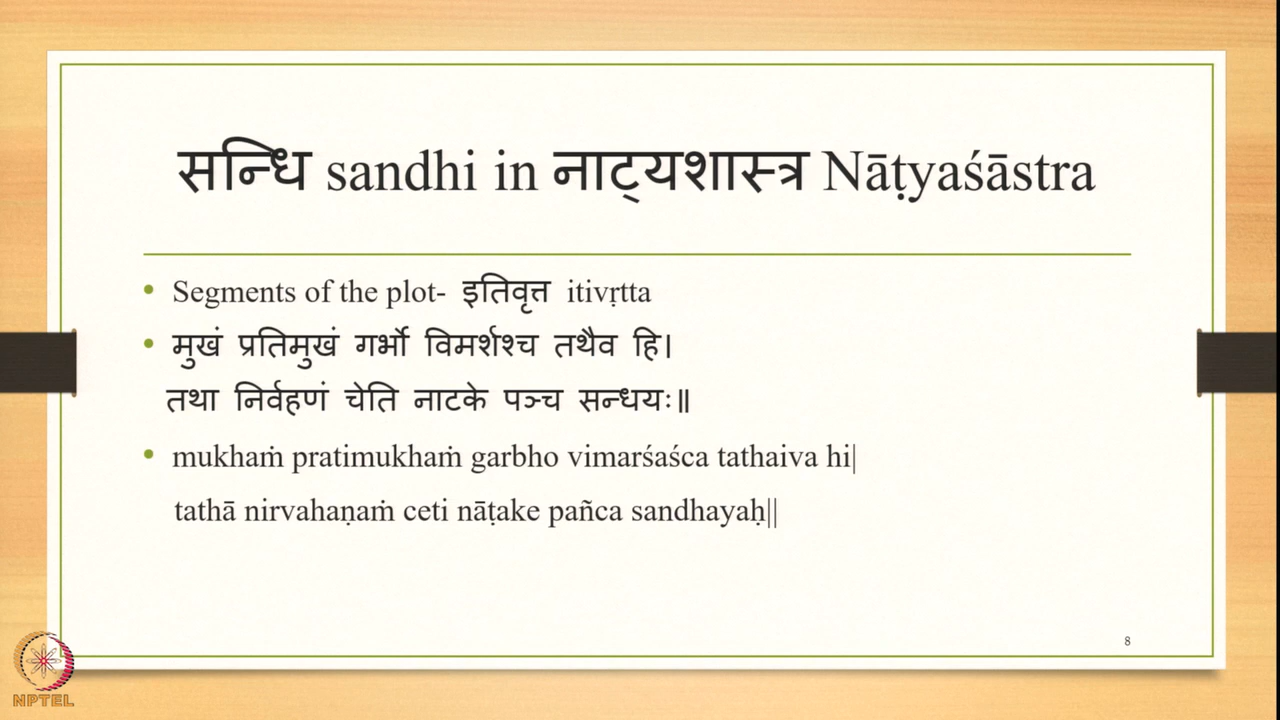 सन्धि sandhi in नाट्यशास्त्र Nāṭyaśāstra
• Segments of the plot- इतिवृत्त itivṛtta
• मुखं प्रतिमुखं गर्भो विमर्शश्च तथैव हि।
तथा निर्वहणं चेति नाटके पञ्च सन्धयः॥
• mukhaṁ pratimukhaṁ garbho vimarśaśca tathaiva hi|
tathā nirvahaṇaṁ ceti nāṭake pañca sandhayaḥ||
8
NPTEL